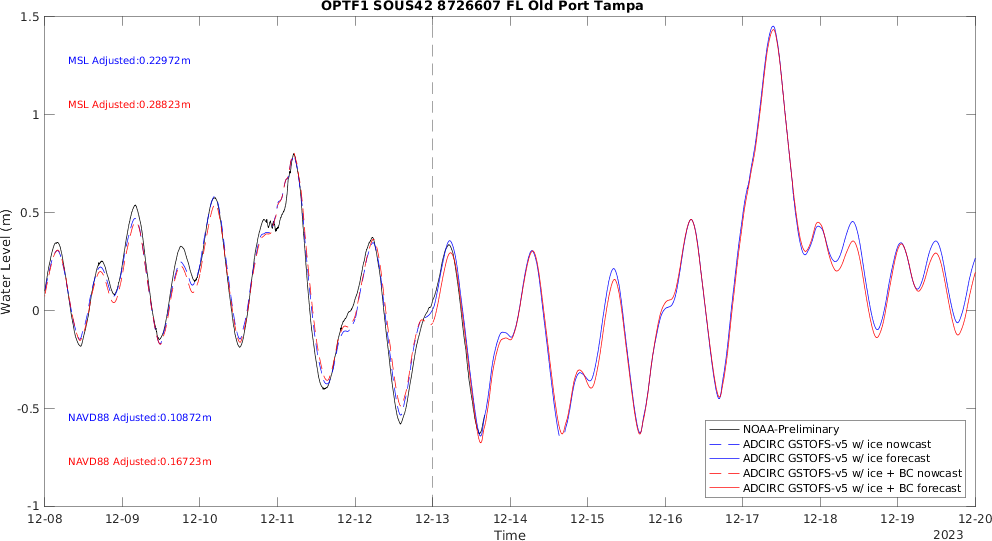 OPTF1 SOUS42 8726607 FL Old Port Tampa
1.5
1
0.5
0
-0.5
-1
Water Level (m)
MSL Adjusted:0.22972m
MSL Adjusted:0.28823m
NAVD88 Adjusted:0.10872m
NAVD88 Adjusted:0.16723m
NOAA-Preliminary
ADCIRC GSTOFS-v5 w/ ice nowcast
ADCIRC GSTOFS-v5 w/ ice forecast
ADCIRC GSTOFS-v5 w/ ice + BC nowcast
ADCIRC GSTOFS-v5 w/ ice + BC forecast
12-08 12-09 12-10 12-11 12-12 12-13 12-14 12-15 12-16 12-17 12-18 12-19 12-20
Time
2023